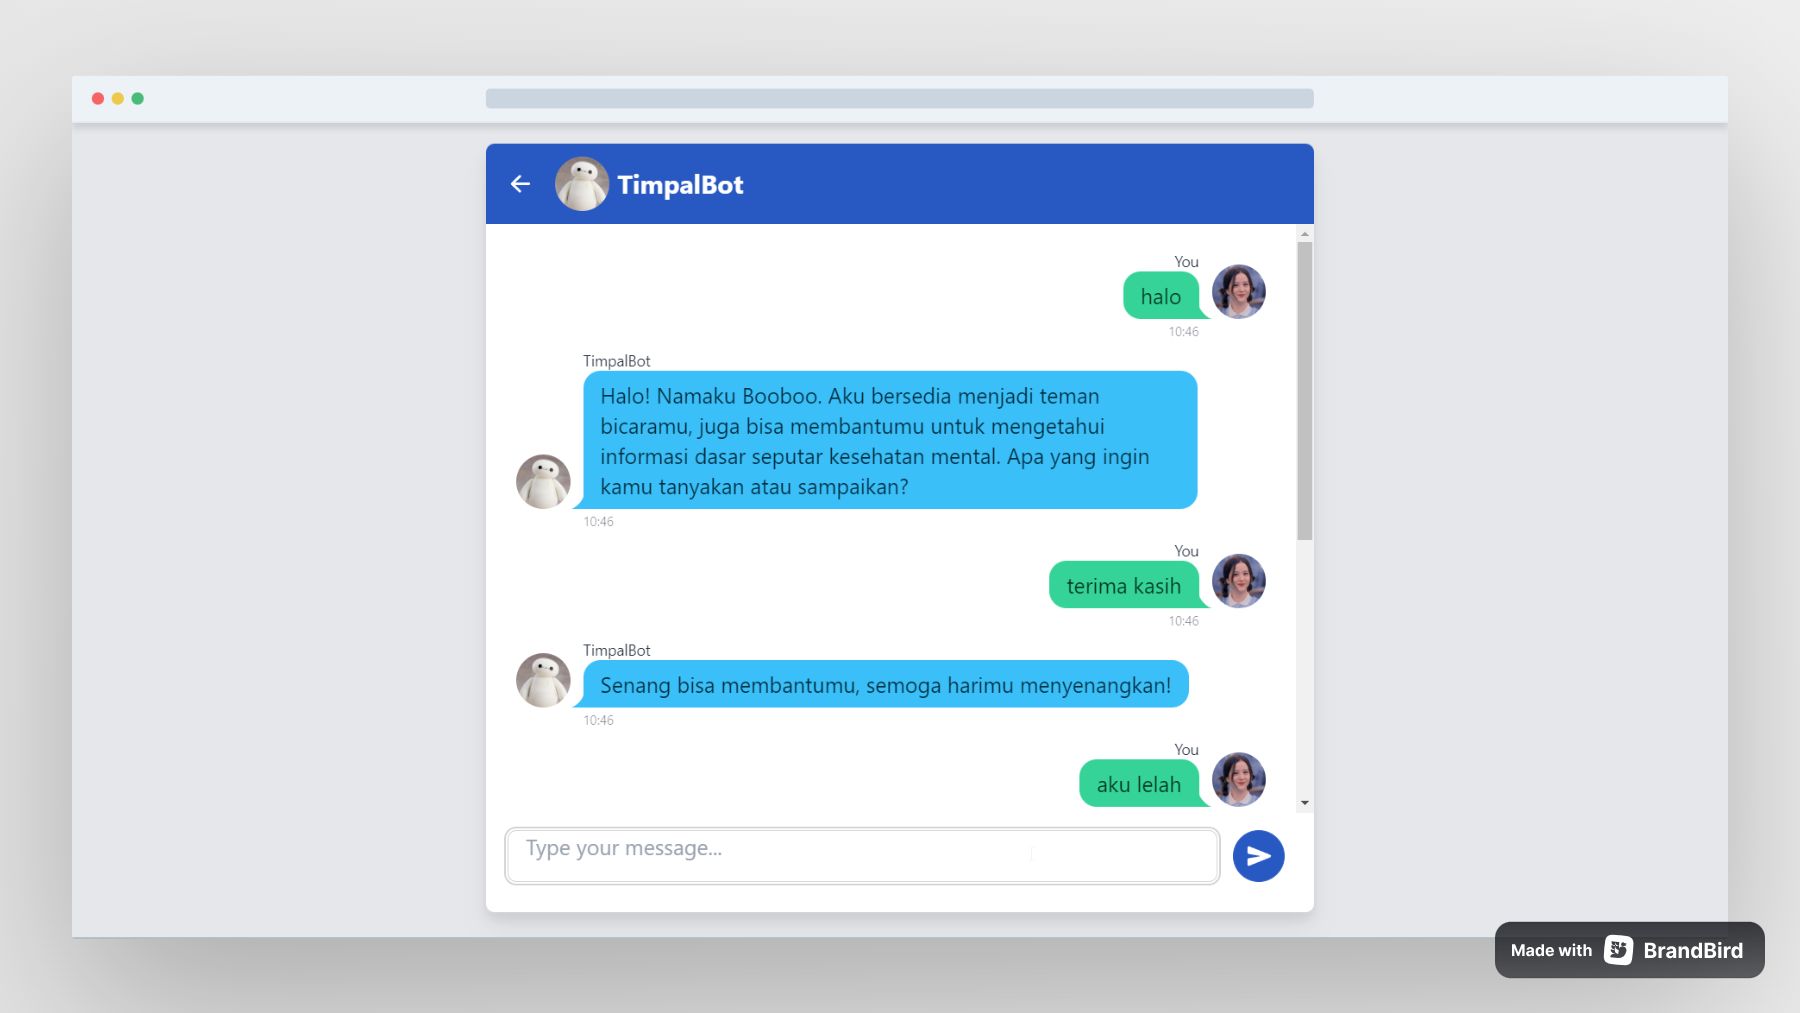 TimpalBot
You
halo
10:46
TimpalBot
Halo! Namaku Booboo. Aku bersedia menjadi teman
bicaramu, juga bisa membantumu untuk mengetahui
informasi dasar seputar kesehatan mental. Apa yang ingin
kamu tanyakan atau sampaikan?
10:46
You
terima kasih
10:46
TimpalBot
Senang bisa membantumu, semoga harimu menyenangkan!
10:46
You
aku lelah
Type your message...
Made with BrandBird